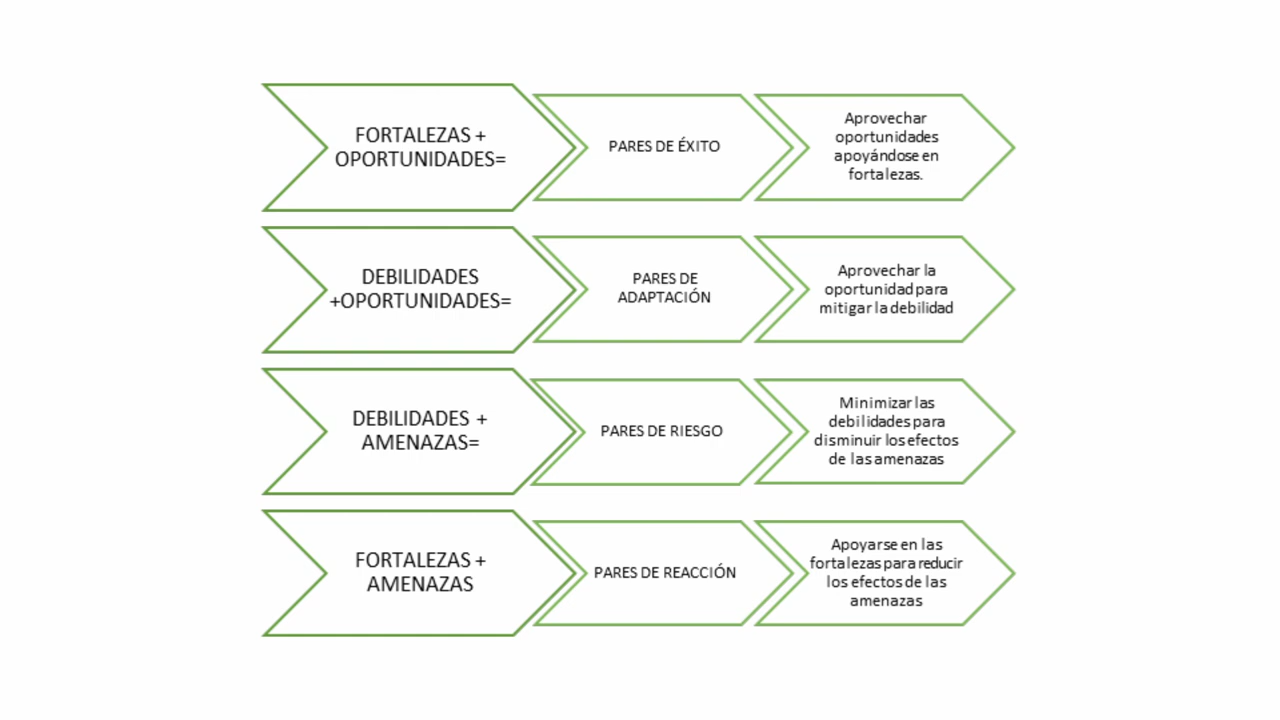 FORTALEZAS +
OPORTUNIDADES=
PARES DE ÉXITO
Aprovechar
oportunidades
apoyándose en
fortalezas.
DEBILIDADES
+OPORTUNIDADES=
PARES DE
ADAPTACIÓN
Aprovechar la
oportunidad para
mitigar la debilidad
DEBILIDADES +
AMENAZAS=
PARES DE RIESGO
Minimizar las
debilidades para
disminuir los efectos
de las amenazas
FORTALEZAS +
AMENAZAS
PARES DE REACCIÓN
Apoyarse en las
fortalezas para reducir
los efectos de las
amenazas